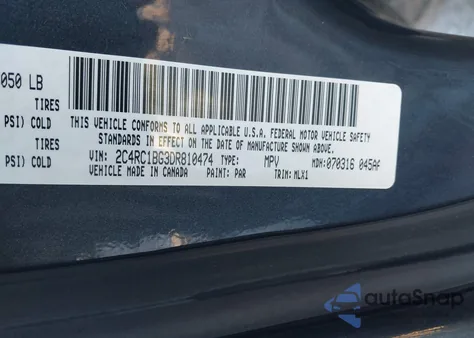 050 LB
TIRES
PSI) COLD
TIRES
PSI) COLD
THIS VEHICLE CONFORMS TO ALL APPLICABLE U.S.A. FEDERAL MOTOR VEHICLE SAFETY
STANDARDS IN EFFECT ON THE DATE OF MANUFACTURE SHOWN ABOVE.
VIN: 2C4RC1BG3DR810474 TYPE: MPV MDH:070316 045AF
VEHICLE MADE IN CANADA PAINT: PAR TRIM: MLX1
autoSnap